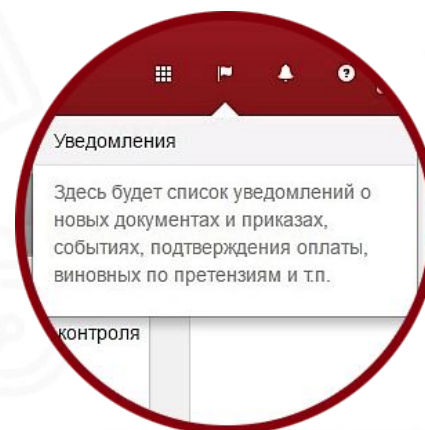 Уведомления
Здесь будет список уведомлений о
новых документах и приказах,
событиях, подтверждения оплаты,
виновных по претензиям и т.п.
контроля